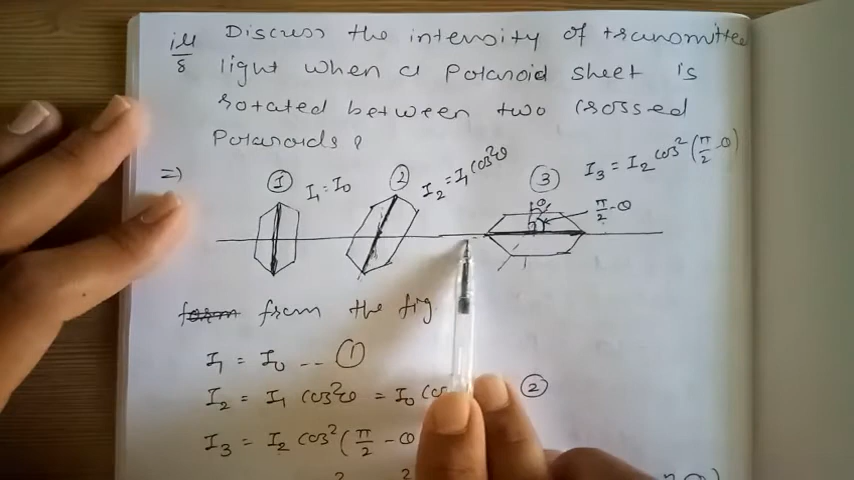 ill/8 Discuss the intensity of transmitte
light when a Polaroid sheet is
rotated between two crossed
Polaroids ?
=> ① I₁ = I₀ ② I₂ = I₁ cos²θ ③ I₃ = I₂ cos²(π/2 - θ)
θ
π/2 - θ
from the fig.
I₁ = I₀ -- ①
I₂ = I₁ cos²θ = I₀ co ②
I₃ = I₂ cos²(π/2 - θ